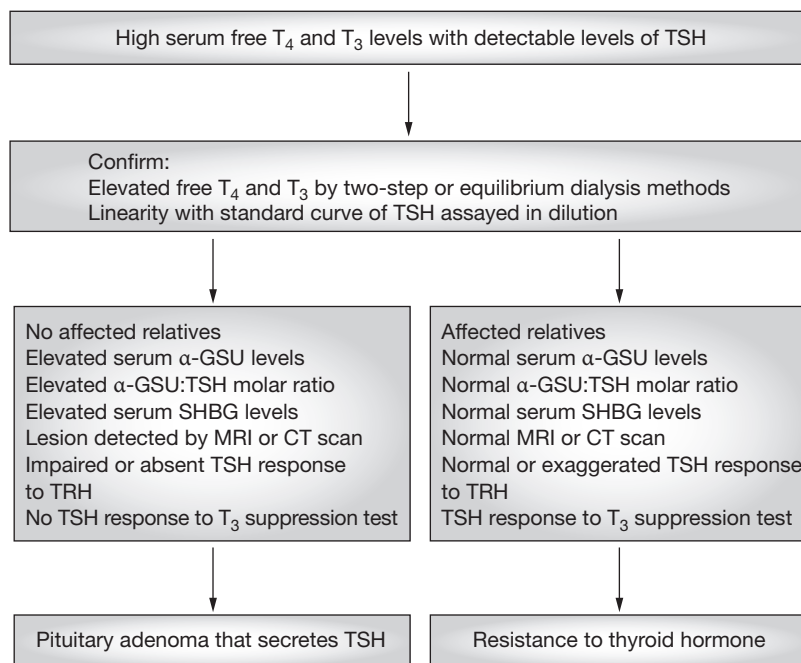 High serum free T₄ and T₃ levels with detectable levels of TSH
Confirm:
Elevated free T₄ and T₃ by two-step or equilibrium dialysis methods
Linearity with standard curve of TSH assayed in dilution
No affected relatives
Elevated serum α-GSU levels
Elevated α-GSU:TSH molar ratio
Elevated serum SHBG levels
Lesion detected by MRI or CT scan
Impaired or absent TSH response
to TRH
No TSH response to T₃ suppression test
Affected relatives
Normal serum α-GSU levels
Normal α-GSU:TSH molar ratio
Normal serum SHBG levels
Normal MRI or CT scan
Normal or exaggerated TSH response
to TRH
TSH response to T₃ suppression test
Pituitary adenoma that secretes TSH
Resistance to thyroid hormone